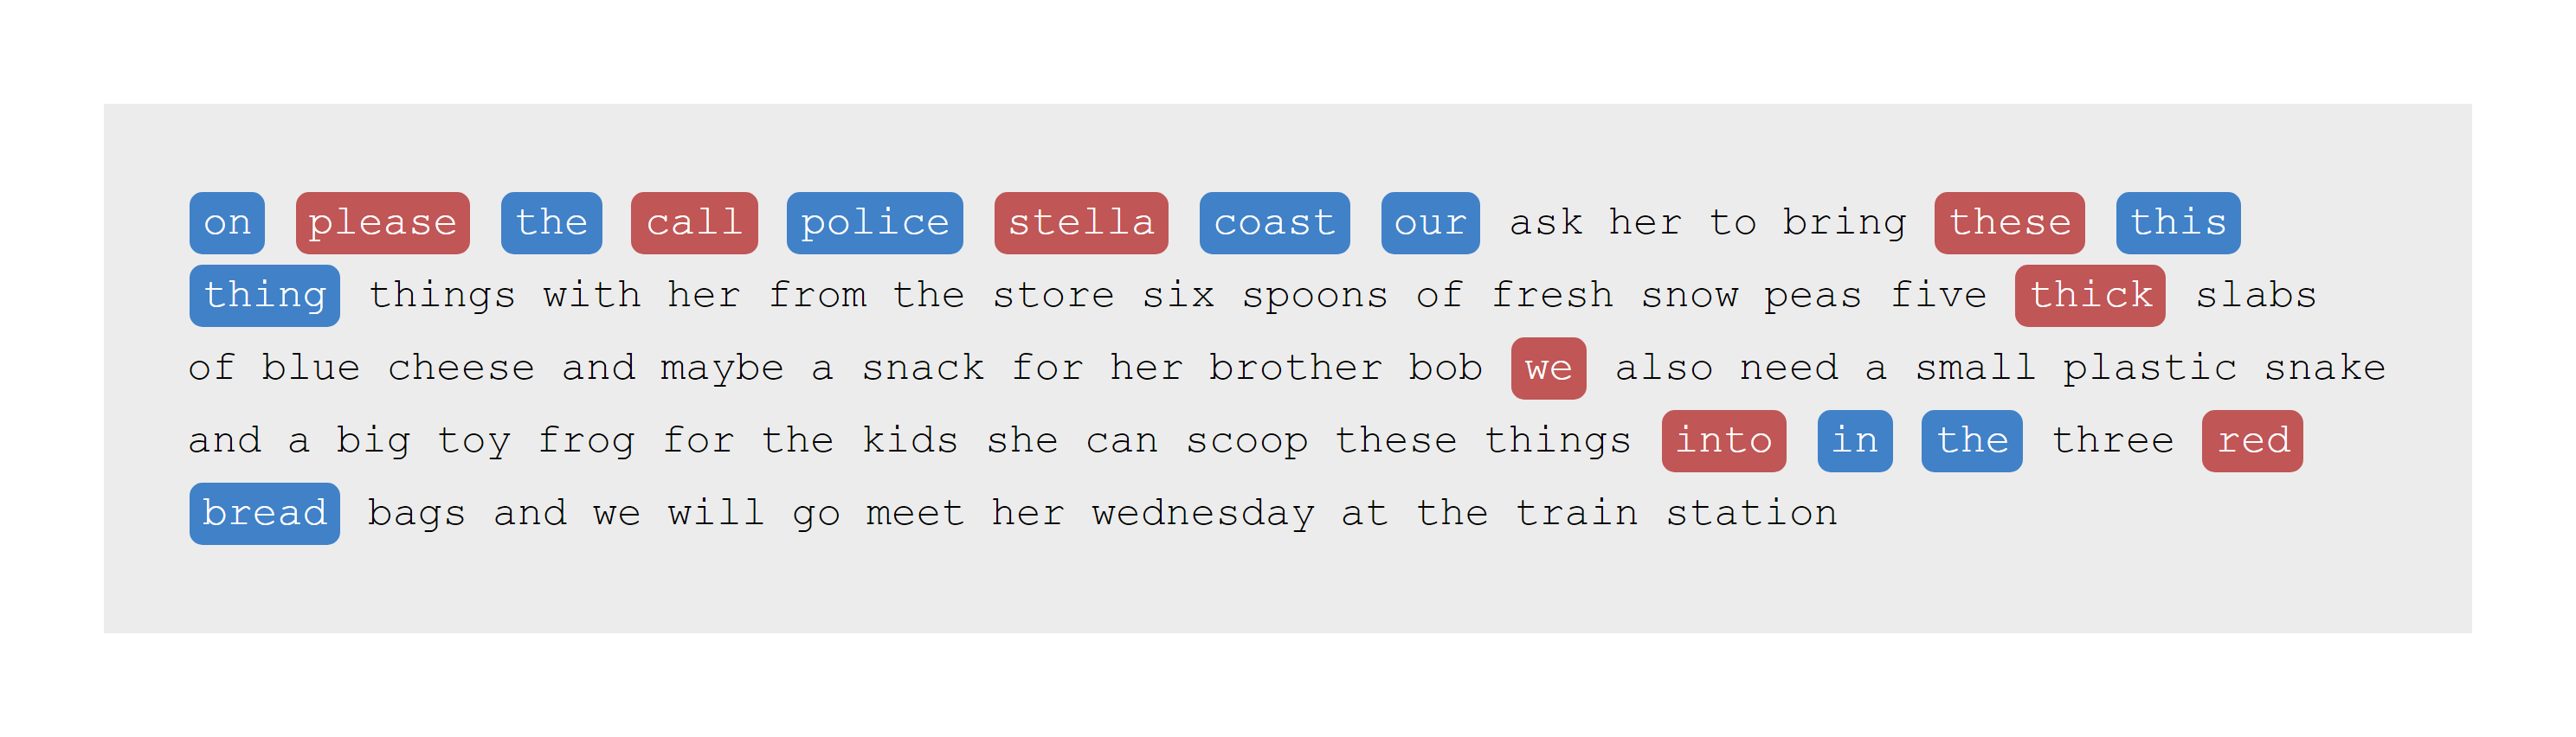 on please the call police stella coast our ask her to bring these this
thing things with her from the store six spoons of fresh snow peas five thick slabs
of blue cheese and maybe a snack for her brother bob we also need a small plastic snake
and a big toy frog for the kids she can scoop these things into in the three red
bread bags and we will go meet her wednesday at the train station